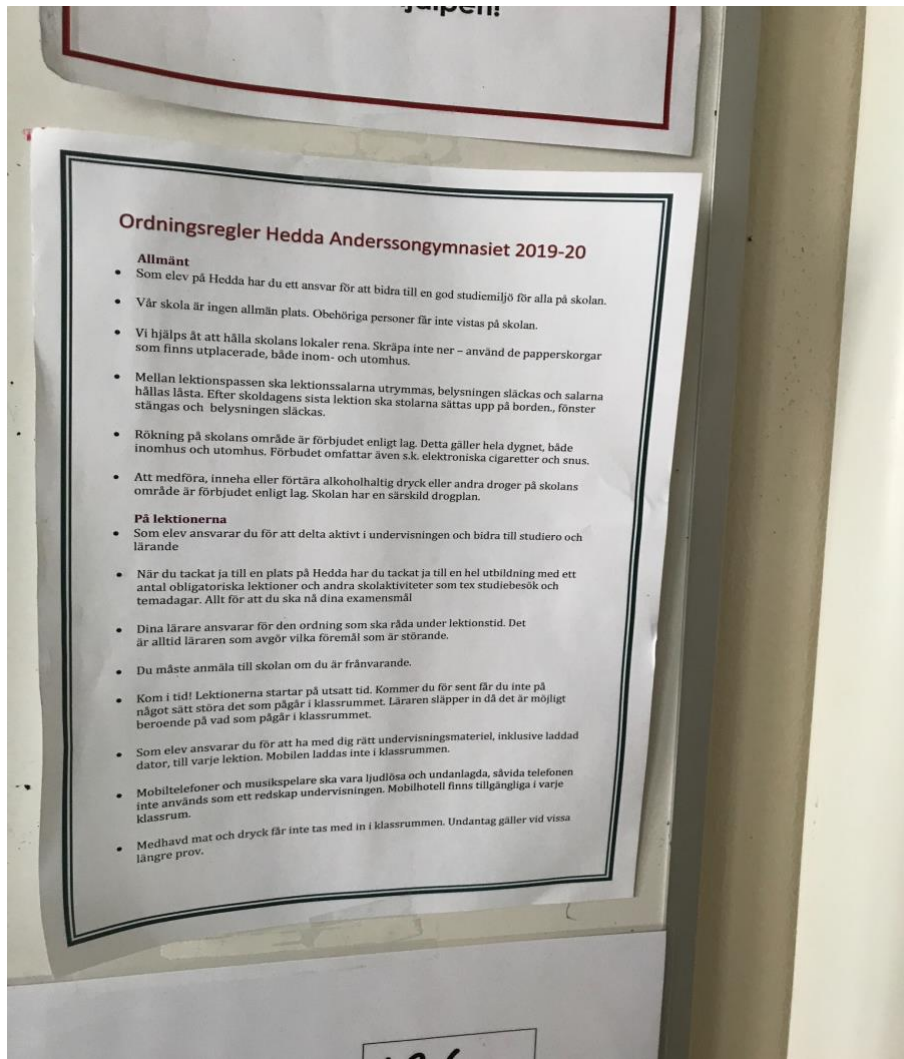 Ordningsregler Hedda Anderssongymnasiet 2019-20
Allmänt
• Som elev på Hedda har du ett ansvar för att bidra till en god studiemiljö för alla på skolan.
• Vår skola är ingen allmän plats. Obehöriga personer får inte vistas på skolan.
• Vi hjälps åt att hålla skolans lokaler rena. Skräpa inte ner – använd de papperskorgar
som finns utplacerade, både inom- och utomhus.
• Mellan lektionspassen ska lektionssalarna utrymmas, belysningen släckas och salarna
hållas låsta. Efter skoldagens sista lektion ska stolarna sättas upp på borden., fönster
stängas och belysningen släckas.
• Rökning på skolans område är förbjudet enligt lag. Detta gäller hela dygnet, både
inomhus och utomhus. Förbudet omfattar även s.k. elektroniska cigaretter och snus.
• Att medföra, inneha eller förtära alkoholhaltig dryck eller andra droger på skolans
område är förbjudet enligt lag. Skolan har en särskild drogplan.
På lektionerna
• Som elev ansvarar du för att delta aktivt i undervisningen och bidra till studiero och
lärande
• När du tackat ja till en plats på Hedda har du tackat ja till en hel utbildning med ett
antal obligatoriska lektioner och andra skolaktiviteter som tex studiebesök och
temadagar. Allt för att du ska nå dina examensmål
• Dina lärare ansvarar för den ordning som ska råda under lektionstid. Det
är alltid läraren som avgör vilka föremål som är störande.
• Du måste anmäla till skolan om du är frånvarande.
• Kom i tid! Lektionerna startar på utsatt tid. Kommer du för sent får du inte på
något sätt störa det som pågår i klassrummet. Läraren släpper in då det är möjligt
beroende på vad som pågår i klassrummet.
• Som elev ansvarar du för att ha med dig rätt undervisningsmateriel, inklusive laddad
dator, till varje lektion. Mobilen laddas inte i klassrummen.
• Mobiltelefoner och musikspelare ska vara ljudlösa och undanlagda, såvida telefonen
inte används som ett redskap undervisningen. Mobilhotell finns tillgängliga i varje
klassrum.
• Medhavd mat och dryck får inte tas med in i klassrummen. Undantag gäller vid vissa
längre prov.